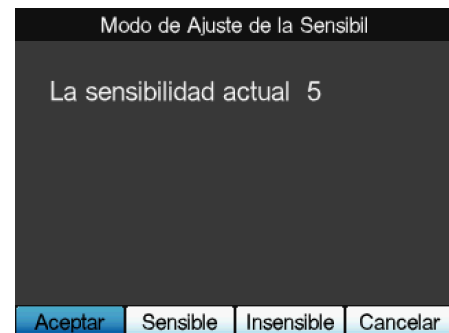 Modo de Ajuste de la Sensibil
La sensibilidad actual 5
Aceptar Sensible Insensible Cancelar